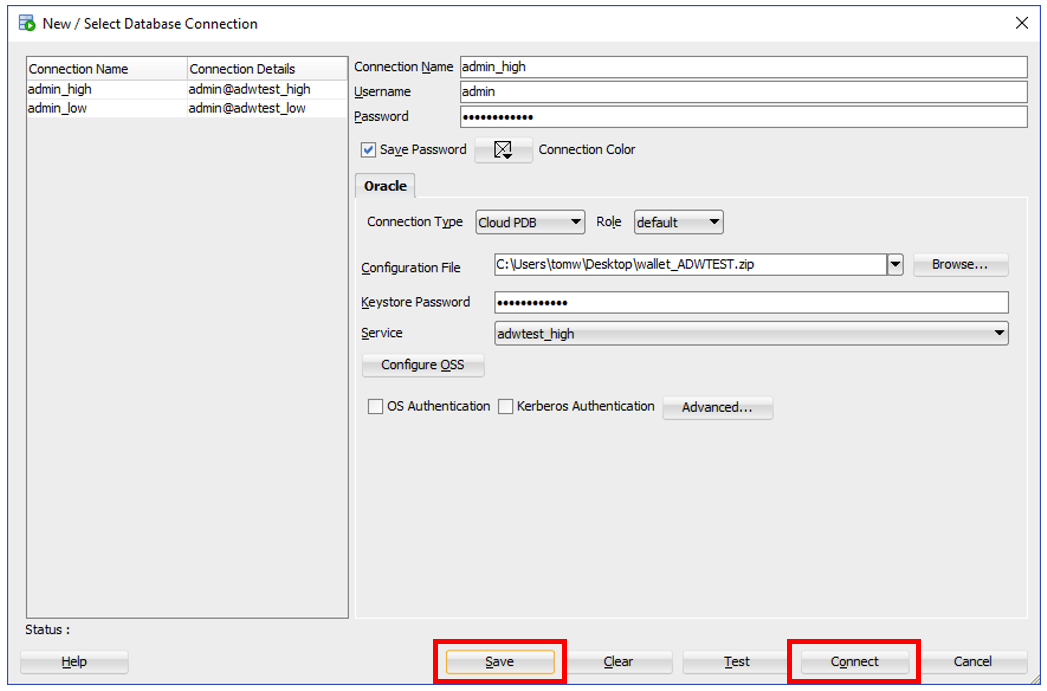 New / Select Database Connection
Connection Name Connection Details
admin_high admin@adwtest_high
admin_low admin@adwtest_low
Connection Name admin_high
Username admin
Password ••••••••••••
Save Password Connection Color
Oracle
Connection Type Cloud PDB Role default
Configuration File C:\Users\tomw\Desktop\wallet_ADWTEST.zip Browse...
Keystore Password ••••••••••••
Service adwtest_high
Configure OSS
OS Authentication Kerberos Authentication Advanced...
Status :
Help Save Clear Test Connect Cancel